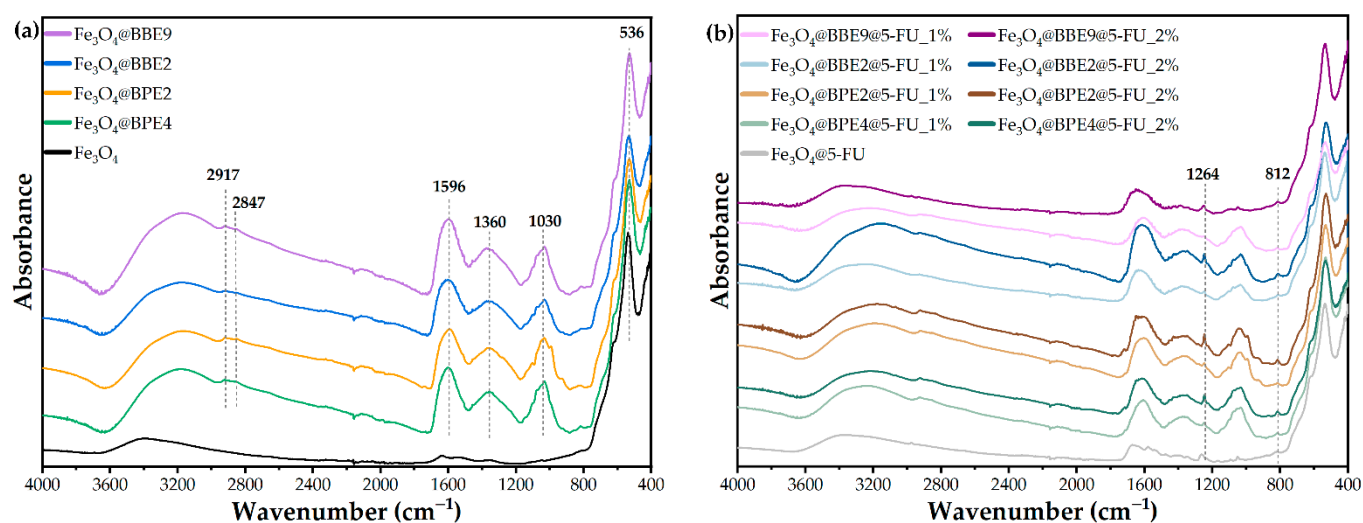 (a)
Fe₃O₄@BBE9
Fe₃O₄@BBE2
Fe₃O₄@BPE2
Fe₃O₄@BPE4
Fe₃O₄
536
2917
2847
1596
1360
1030
Absorbance
4000 3200 2400 1600 1200 800 400
Wavenumber (cm⁻¹)
(b)
Fe₃O₄@BBE9@5-FU_1% Fe₃O₄@BBE9@5-FU_2%
Fe₃O₄@BBE2@5-FU_1% Fe₃O₄@BBE2@5-FU_2%
Fe₃O₄@BPE2@5-FU_1% Fe₃O₄@BPE2@5-FU_2%
Fe₃O₄@BPE4@5-FU_1% Fe₃O₄@BPE4@5-FU_2%
Fe₃O₄@5-FU
1264 812
Absorbance
4000 3600 3200 2800 2400 2000 1600 1200 800 400
Wavenumber (cm⁻¹)